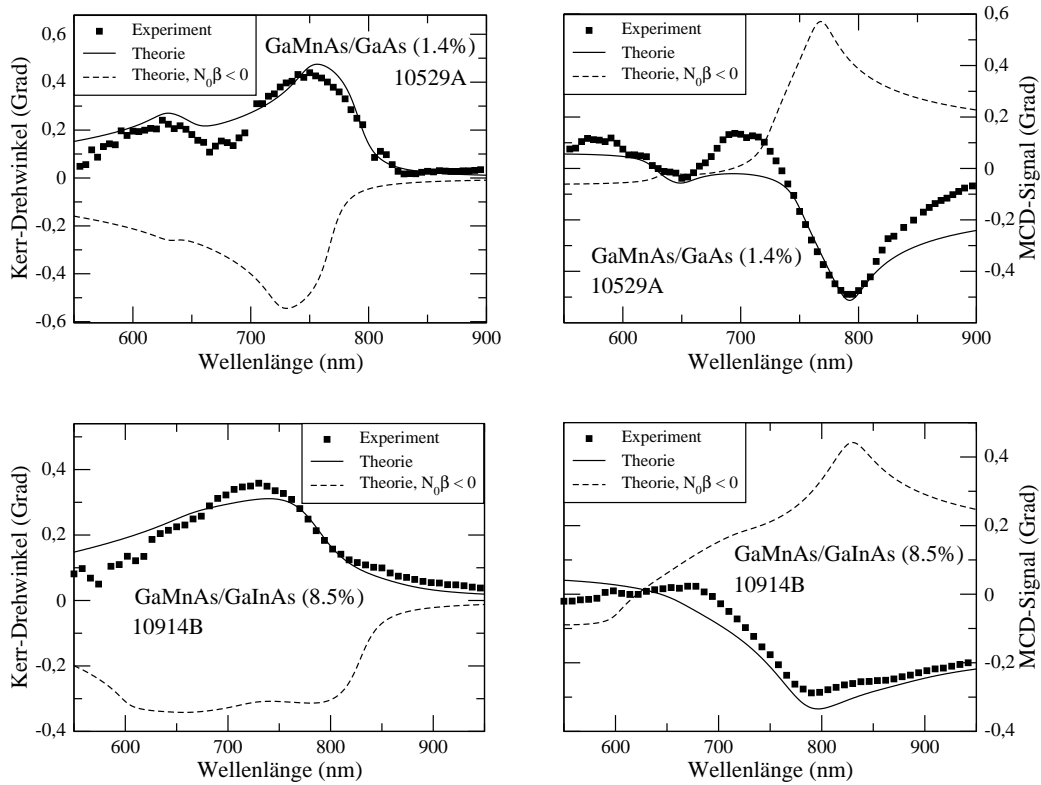 Kerr-Drehwinkel (Grad)
0,6
0,4
0,2
0
-0,2
-0,4
-0,6
Experiment
Theorie
Theorie, N₀β < 0
GaMnAs/GaAs (1.4%)
10529A
600
700
800
900
Wellenlänge (nm)
Experiment
Theorie
Theorie, N₀β < 0
GaMnAs/GaAs (1.4%)
10529A
0,6
0,4
0,2
0
-0,2
-0,4
MCD-Signal (Grad)
600
700
800
900
Wellenlänge (nm)
Kerr-Drehwinkel (Grad)
0,4
0,2
0
-0,2
-0,4
Experiment
Theorie
Theorie, N₀β < 0
GaMnAs/GaInAs (8.5%)
10914B
600
700
800
900
Wellenlänge (nm)
Experiment
Theorie
Theorie, N₀β < 0
GaMnAs/GaInAs (8.5%)
10914B
0,4
0,2
0
-0,2
-0,4
MCD-Signal (Grad)
600
700
800
900
Wellenlänge (nm)